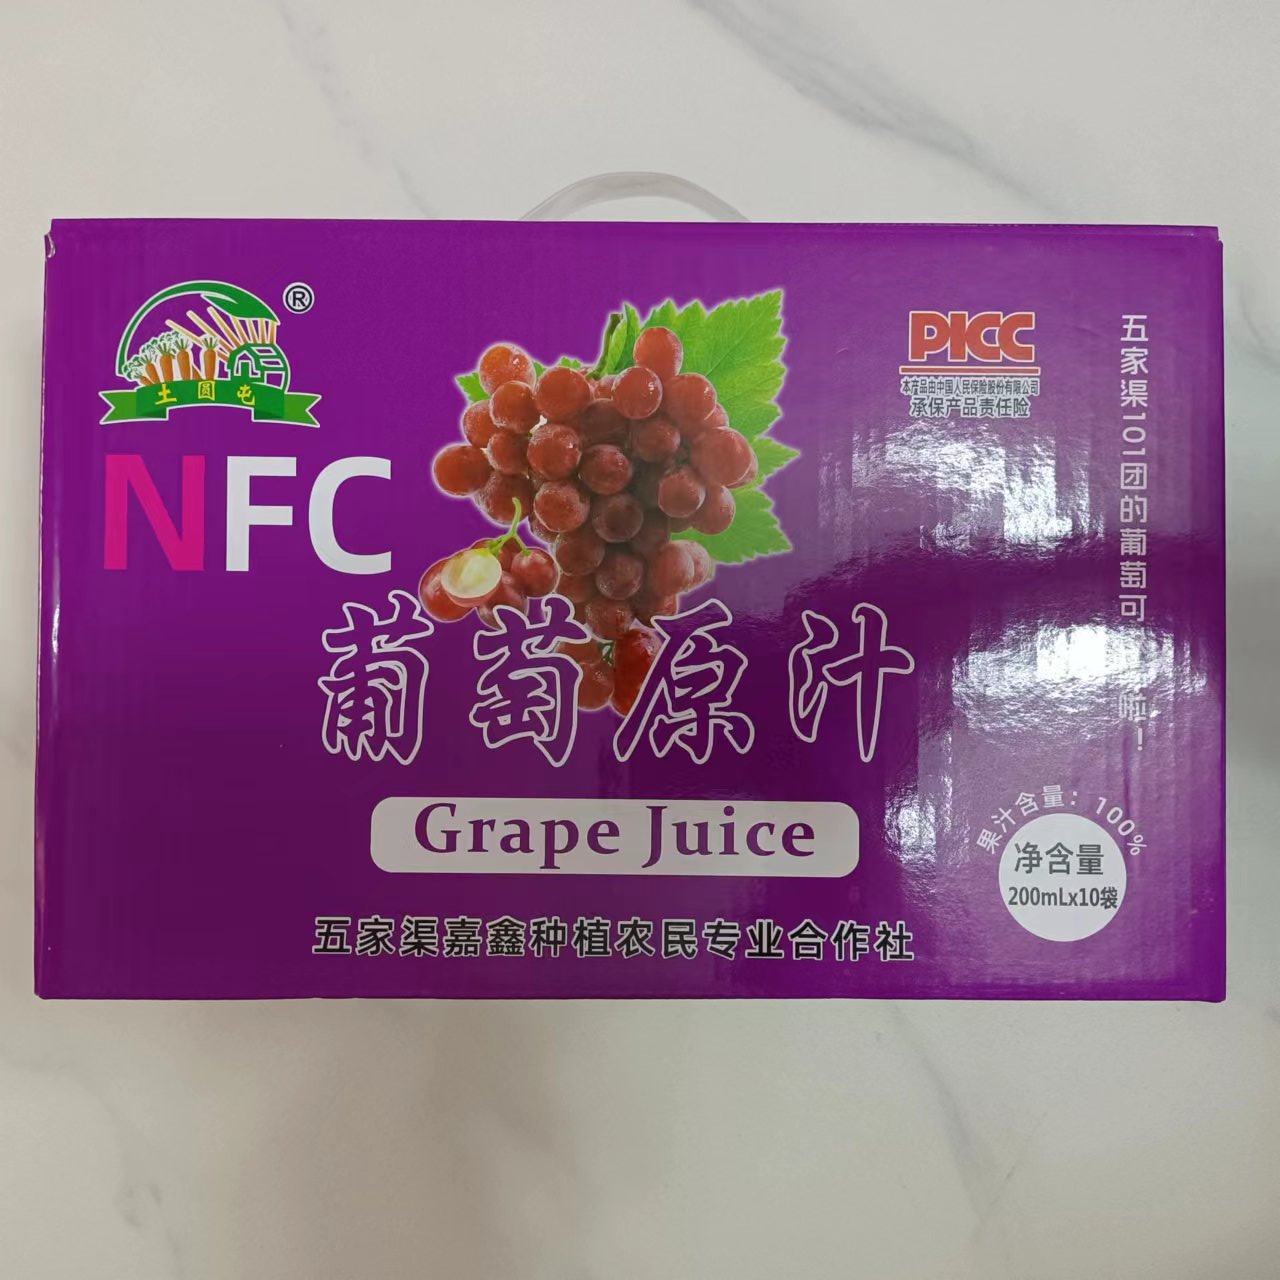 ®
土圆屯
NFC
葡萄原汁
Grape Juice
五家渠嘉鑫种植农民专业合作社
PICC
本产品由中国人民保险股份有限公司
承保产品责任险
五家渠101团的葡萄可
啦！
果汁含量：100%
净含量
200mLx10袋